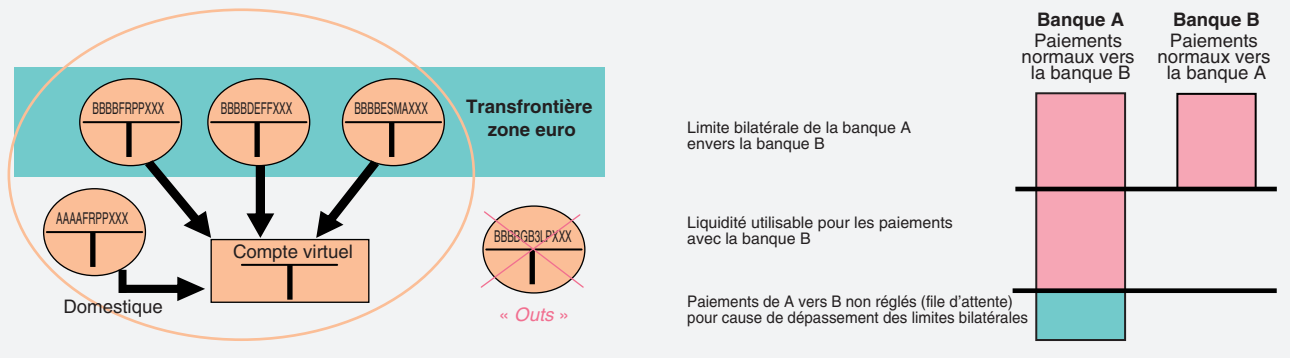 BBBBFRPPXXX
BBBBDEFFXXX
BBBBESMAXXX
Transfrontière
zone euro
AAAAFRPPXXX
Compte virtuel
Domestique
BBBBGB3LPXXX
« Outs »
Banque A
Paiements
normaux vers
la banque B
Banque B
Paiements
normaux vers
la banque A
Limite bilatérale de la banque A
envers la banque B
Liquidité utilisable pour les paiements
avec la banque B
Paiements de A vers B non réglés (file d'attente)
pour cause de dépassement des limites bilatérales